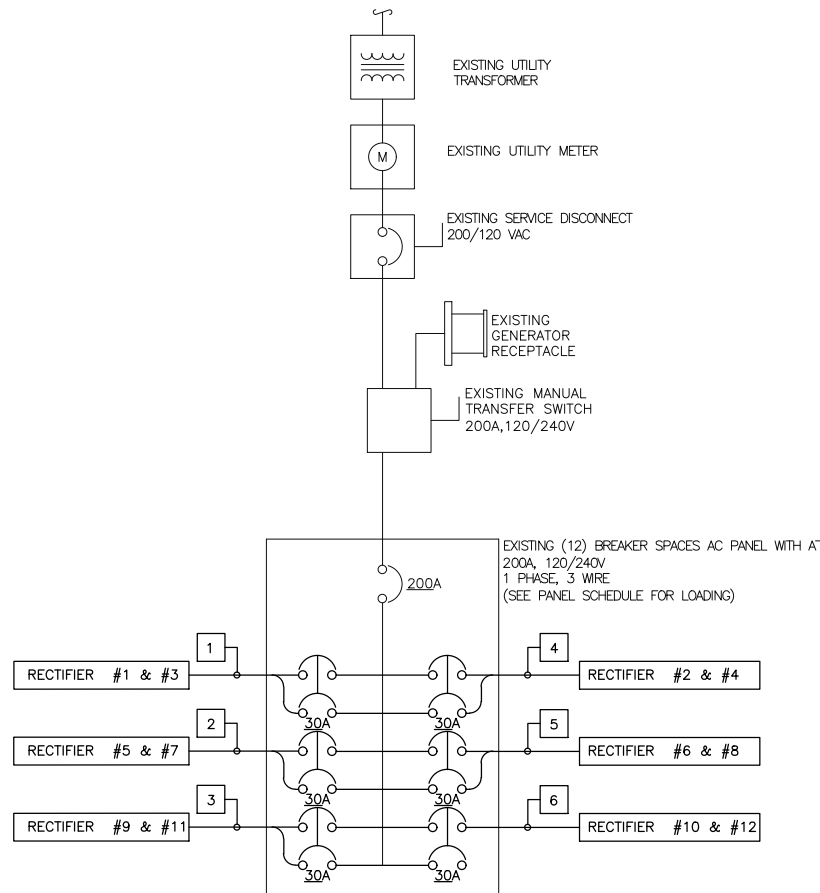 EXISTING UTILITY
TRANSFORMER
M
EXISTING UTILITY METER
EXISTING SERVICE DISCONNECT
200/120 VAC
EXISTING
GENERATOR
RECEPTACLE
EXISTING MANUAL
TRANSFER SWITCH
200A,120/240V
EXISTING (12) BREAKER SPACES AC PANEL WITH AT
200A, 120/240V
1 PHASE, 3 WIRE
(SEE PANEL SCHEDULE FOR LOADING)
200A
1
4
RECTIFIER #1 & #3
RECTIFIER #2 & #4
30A
30A
2
5
RECTIFIER #5 & #7
RECTIFIER #6 & #8
30A
30A
3
6
RECTIFIER #9 & #11
RECTIFIER #10 & #12
30A
30A